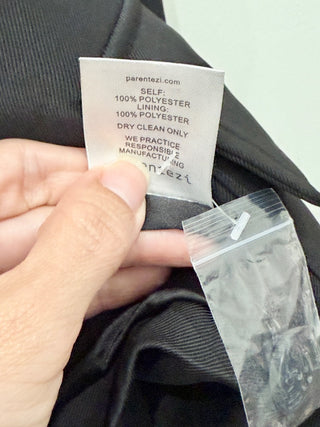 parentezi.com
SELF:
100% POLYESTER
LINING:
100% POLYESTER
DRY CLEAN ONLY
WE PRACTICE
RESPONSIBLE
MANUFACTURING